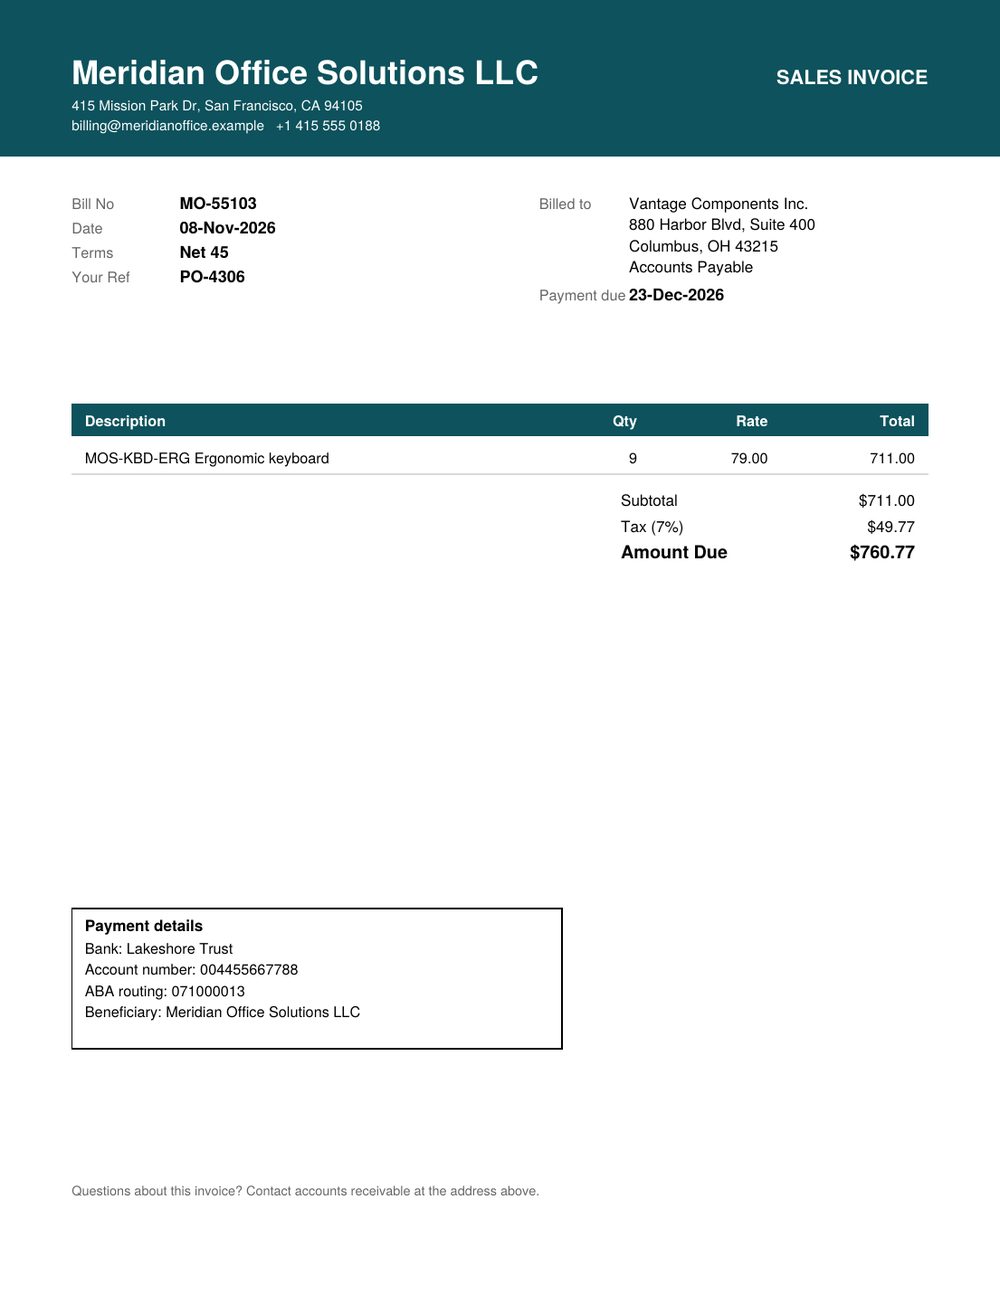 Meridian Office Solutions LLC
SALES INVOICE
415 Mission Park Dr, San Francisco, CA 94105
billing@meridianoffice.example +1 415 555 0188
Bill No MO-55103
Date 08-Nov-2026
Terms Net 45
Your Ref PO-4306
Billed to Vantage Components Inc.
880 Harbor Blvd, Suite 400
Columbus, OH 43215
Accounts Payable
Payment due 23-Dec-2026
Description Qty Rate Total
MOS-KBD-ERG Ergonomic keyboard 9 79.00 711.00
Subtotal $711.00
Tax (7%) $49.77
Amount Due $760.77
Payment details
Bank: Lakeshore Trust
Account number: 004455667788
ABA routing: 071000013
Beneficiary: Meridian Office Solutions LLC
Questions about this invoice? Contact accounts receivable at the address above.